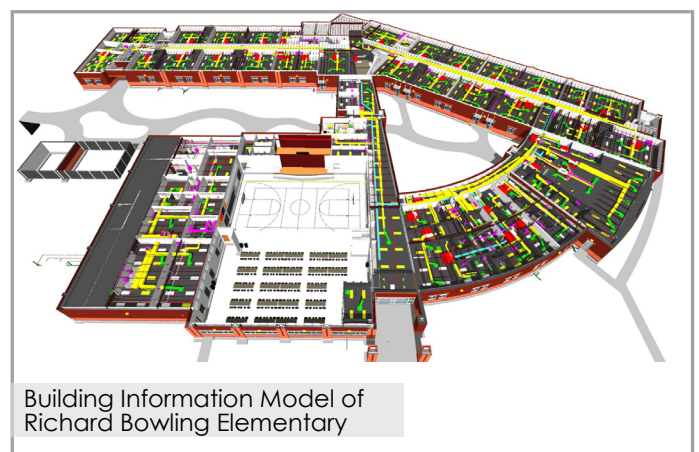 Building Information Model of
Richard Bowling Elementary